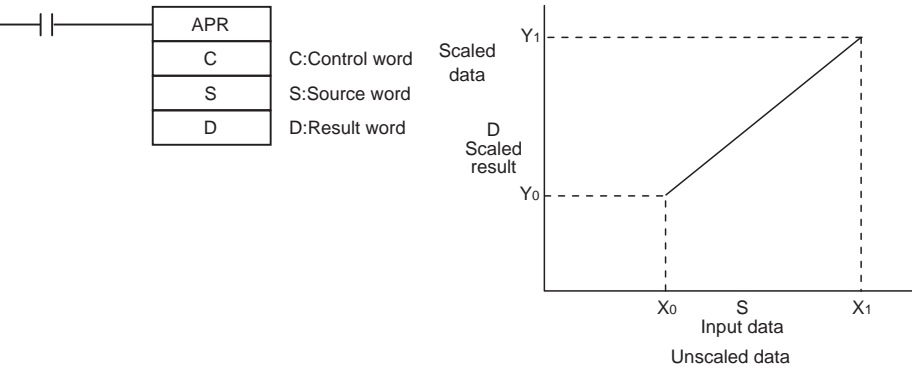 APR
C
C:Control word
S
S:Source word
D
D:Result word
Scaled
data
D
Scaled
result
Y1
Y0
X0
S
X1
Input data
Unscaled data